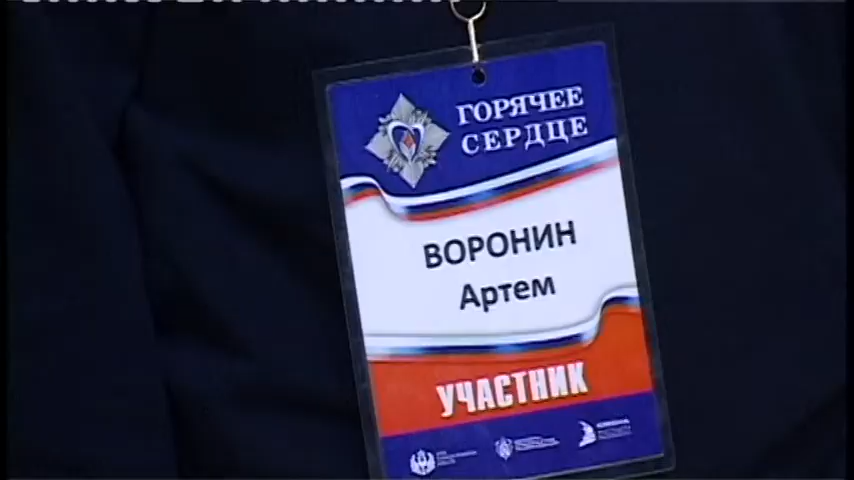 ГОРЯЧЕЕ
СЕРДЦЕ
ВОРОНИН
Артем
УЧАСТНИК